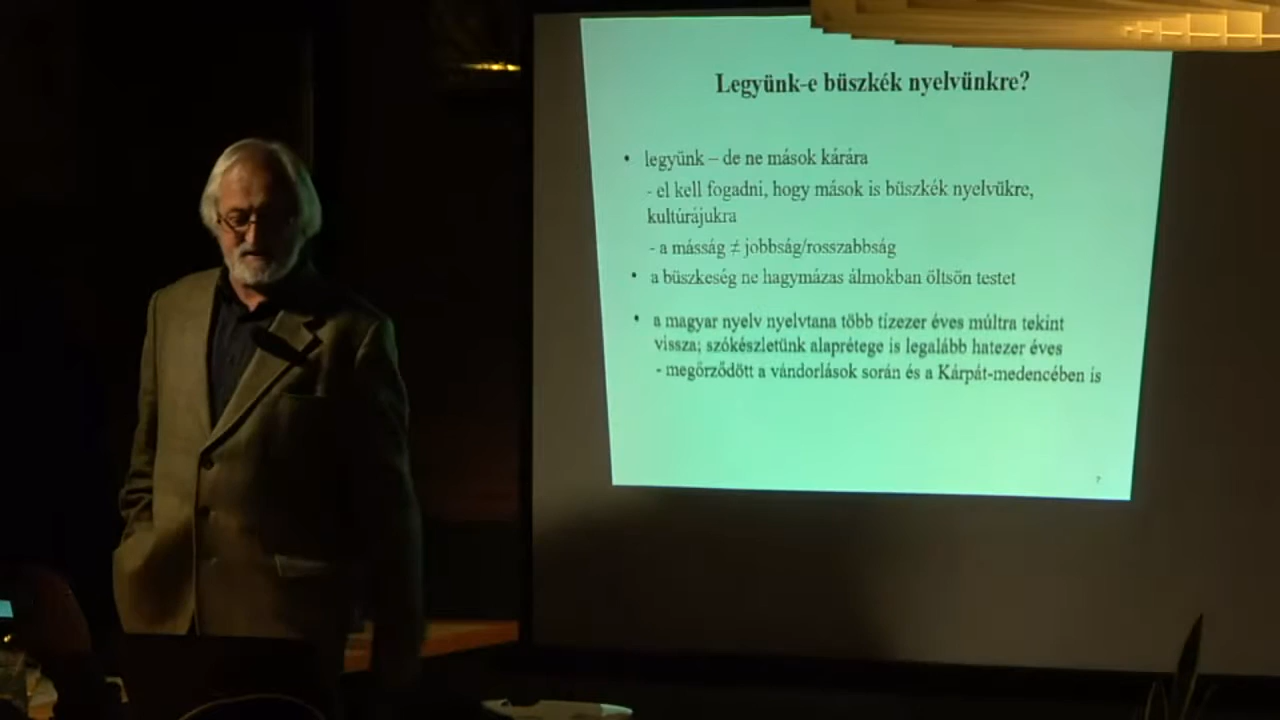 Legyünk-e büszkék nyelvünkre?
• legyünk – de ne mások kárára
- el kell fogadni, hogy mások is büszkék nyelvükre,
kultúrájukra
- a másság ≠ jobbság/rosszabbság
• a büszkeség ne hagymázas álmokban öltsön testet
• a magyar nyelv nyelvtana több tízezer éves múltra tekint
vissza; szókészletünk alaprétege is legalább hatezer éves
- megőrződött a vándorlások során és a Kárpát-medencében is